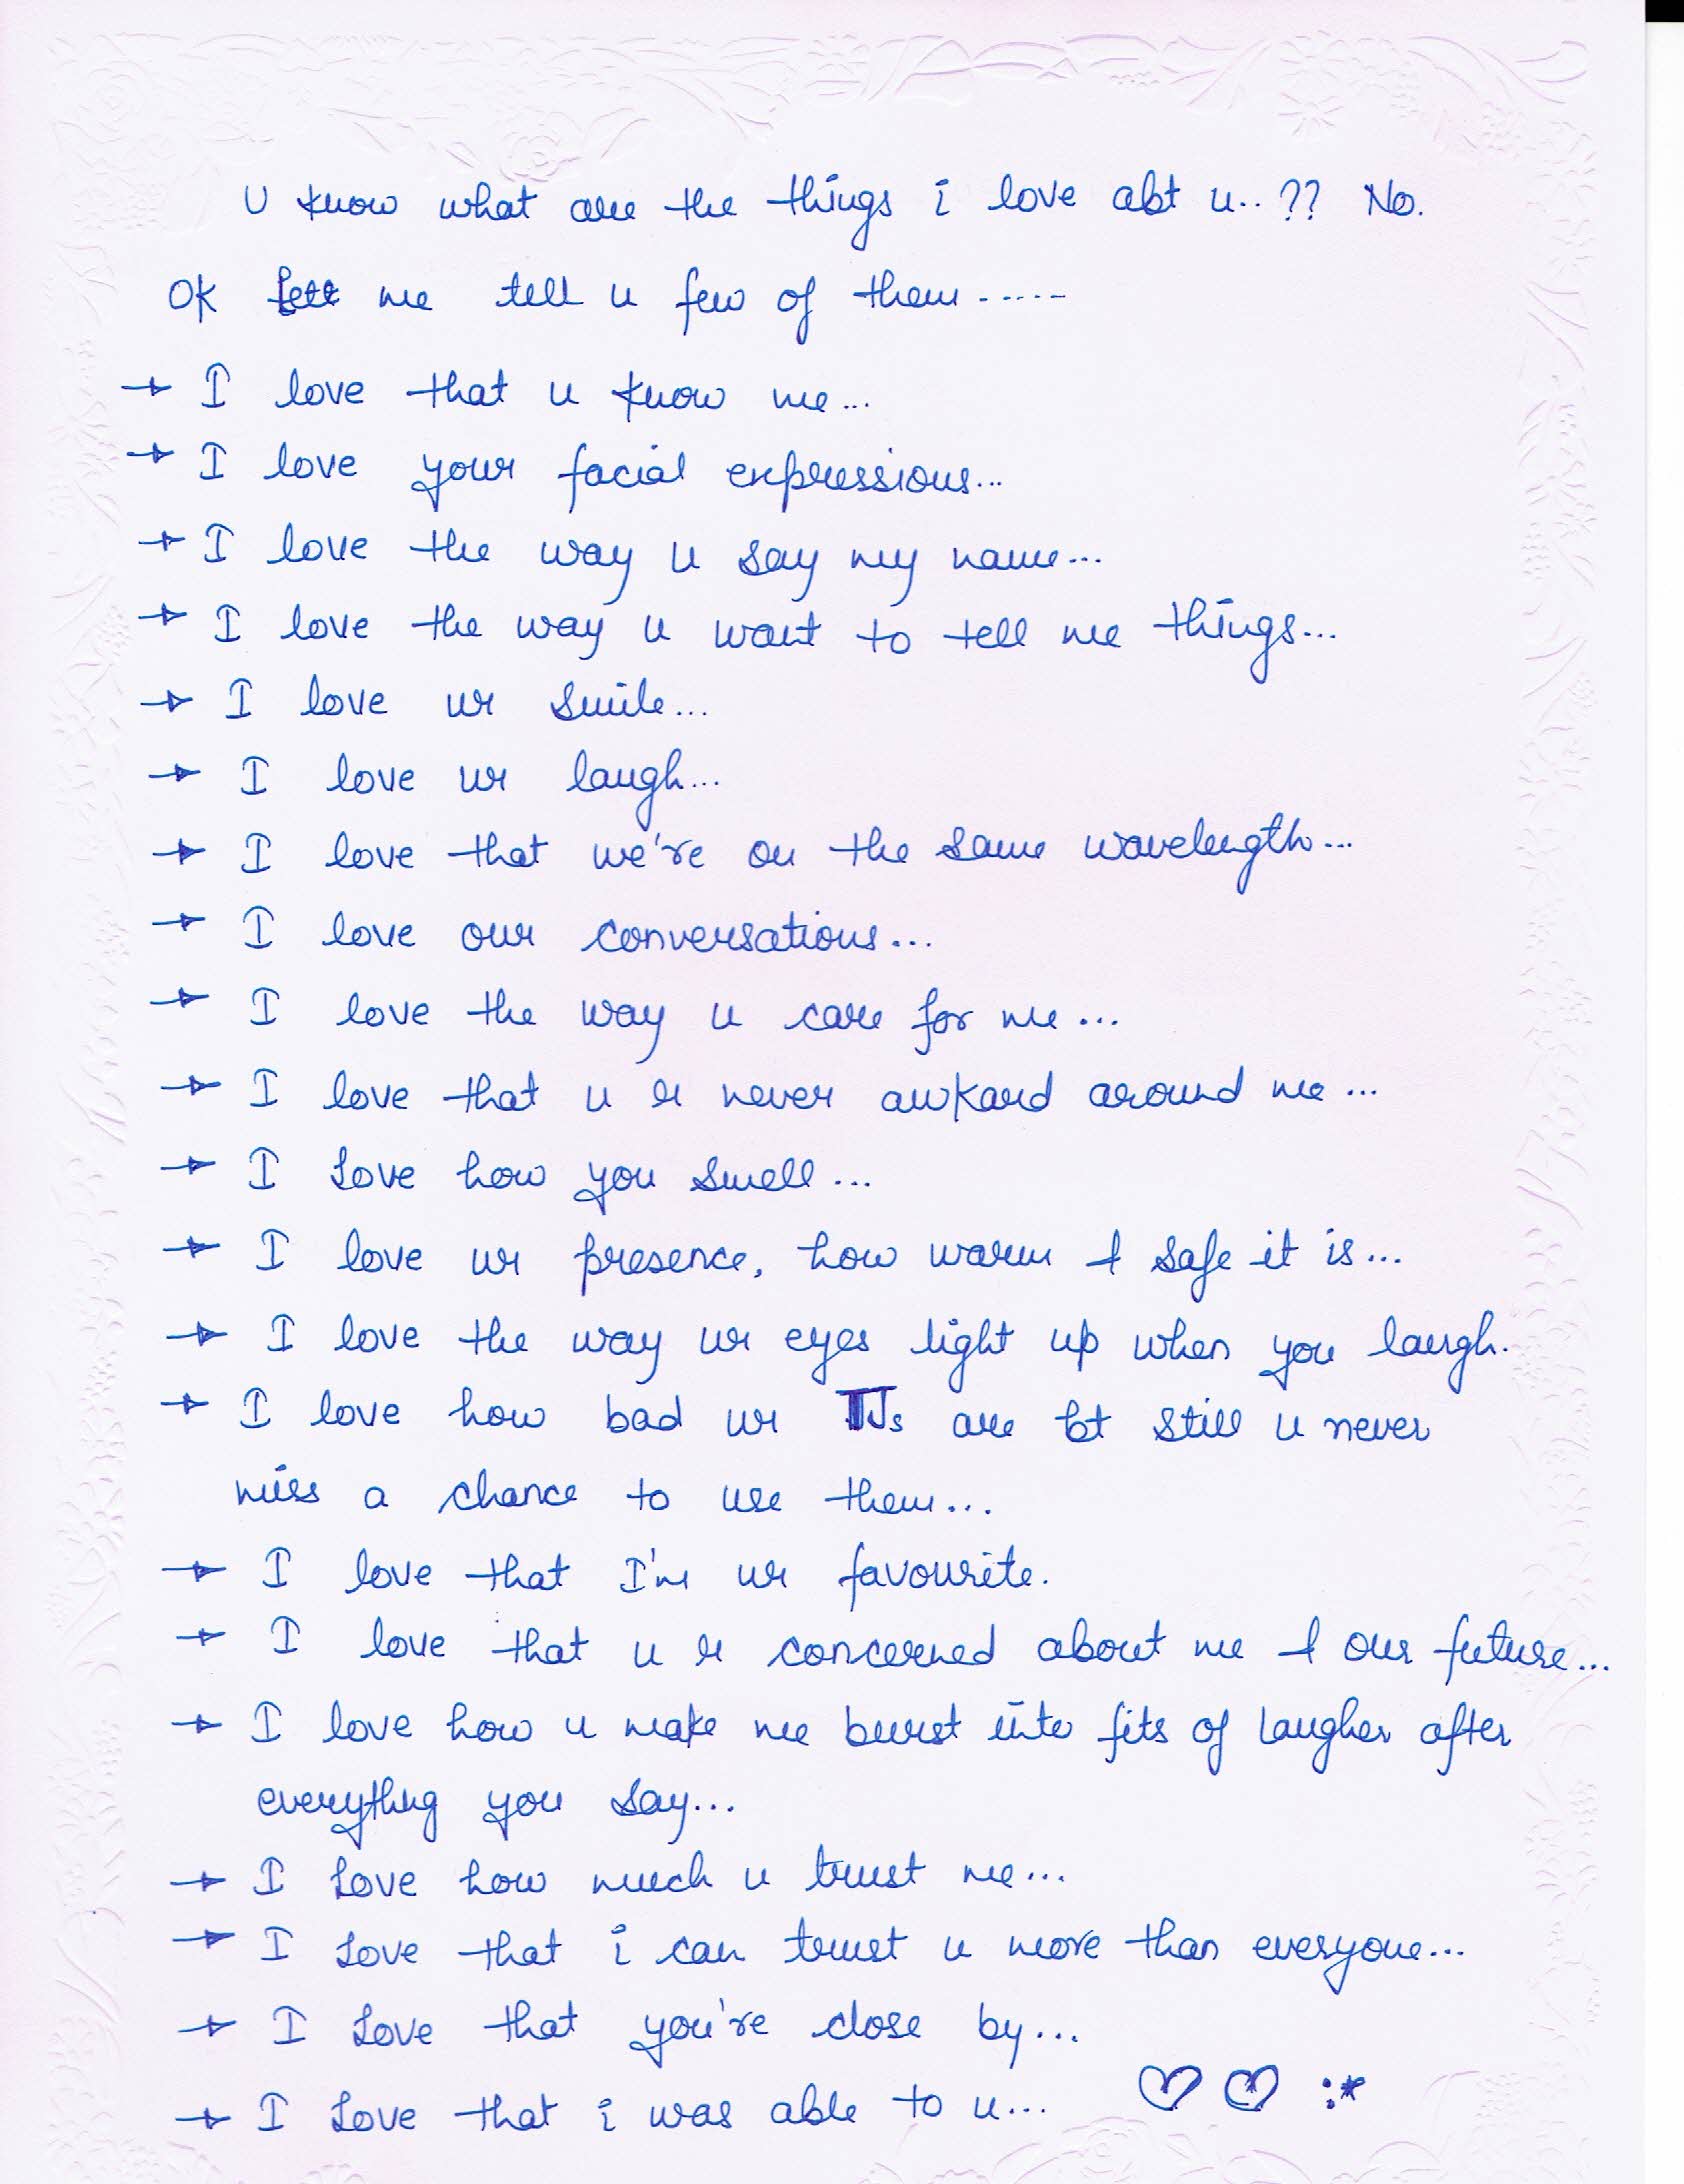 U know what are the things i love abt u..?? No.
OK let me tell u few of them.....
→ I love that u know me...
→ I love your facial expressions...
→ I love the way u say my name...
→ I love the way u want to tell me things...
→ I love ur smile...
→ I love ur laugh...
→ I love that we're on the same wavelength...
→ I love our conversations...
→ I love the way u care for me...
→ I love that u r never awkard around me...
→ I love how you smell...
→ I love ur presence, how warm & safe it is...
→ I love the way ur eyes light up when you laugh.
→ I love how bad ur TJs are bt still u never
miss a chance to use them...
→ I love that I'm ur favourite.
→ I love that u r concerned about me & our future...
→ I love how u make me burst into fits of laugher after
everything you say...
→ I love how much u trust me...
→ I love that i can trust u more than everyone...
→ I love that you're close by...
→ I love that i was able to u... ♡ ♡ :*